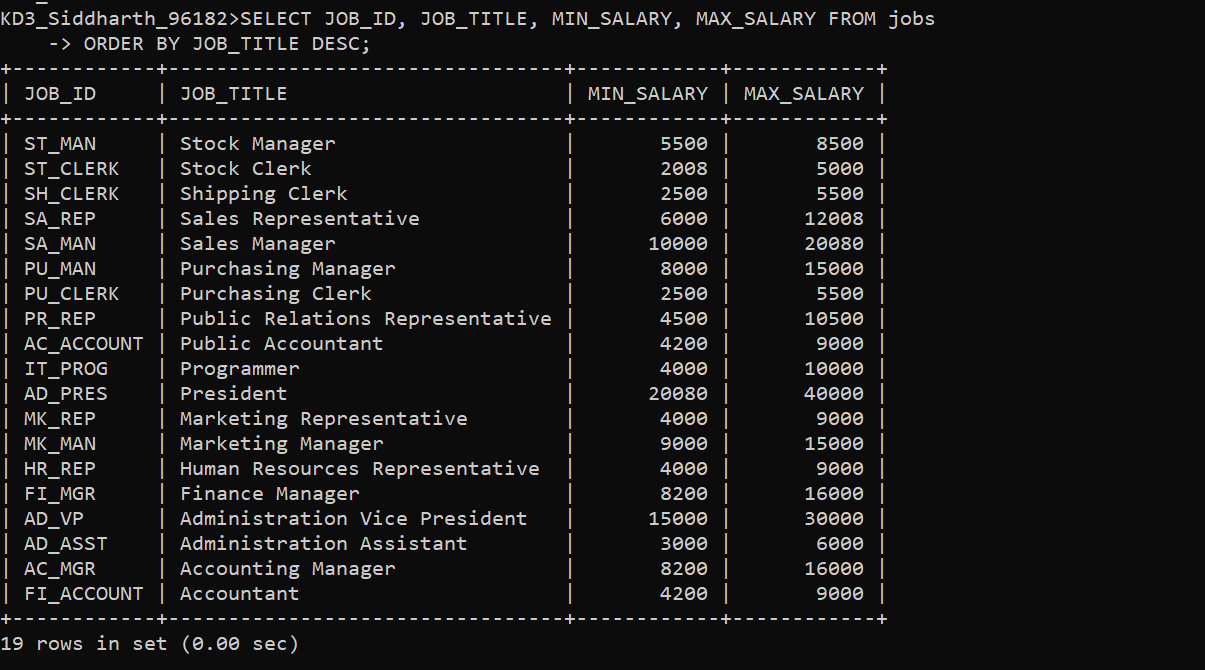 KD3_Siddharth_96182>SELECT JOB_ID, JOB_TITLE, MIN_SALARY, MAX_SALARY FROM jobs
    -> ORDER BY JOB_TITLE DESC;
+------------+---------------------------------+------------+------------+
| JOB_ID     | JOB_TITLE                       | MIN_SALARY | MAX_SALARY |
+------------+---------------------------------+------------+------------+
| ST_MAN     | Stock Manager                   |       5500 |       8500 |
| ST_CLERK   | Stock Clerk                     |       2008 |       5000 |
| SH_CLERK   | Shipping Clerk                  |       2500 |       5500 |
| SA_REP     | Sales Representative            |       6000 |      12008 |
| SA_MAN     | Sales Manager                   |      10000 |      20080 |
| PU_MAN     | Purchasing Manager              |       8000 |      15000 |
| PU_CLERK   | Purchasing Clerk                |       2500 |       5500 |
| PR_REP     | Public Relations Representative |       4500 |      10500 |
| AC_ACCOUNT | Public Accountant               |       4200 |       9000 |
| IT_PROG    | Programmer                      |       4000 |      10000 |
| AD_PRES    | President                       |      20080 |      40000 |
| MK_REP     | Marketing Representative        |       4000 |       9000 |
| MK_MAN     | Marketing Manager               |       9000 |      15000 |
| HR_REP     | Human Resources Representative  |       4000 |       9000 |
| FI_MGR     | Finance Manager                 |       8200 |      16000 |
| AD_VP      | Administration Vice President   |      15000 |      30000 |
| AD_ASST    | Administration Assistant        |       3000 |       6000 |
| AC_MGR     | Accounting Manager              |       8200 |      16000 |
| FI_ACCOUNT | Accountant                      |       4200 |       9000 |
+------------+---------------------------------+------------+------------+
19 rows in set (0.00 sec)